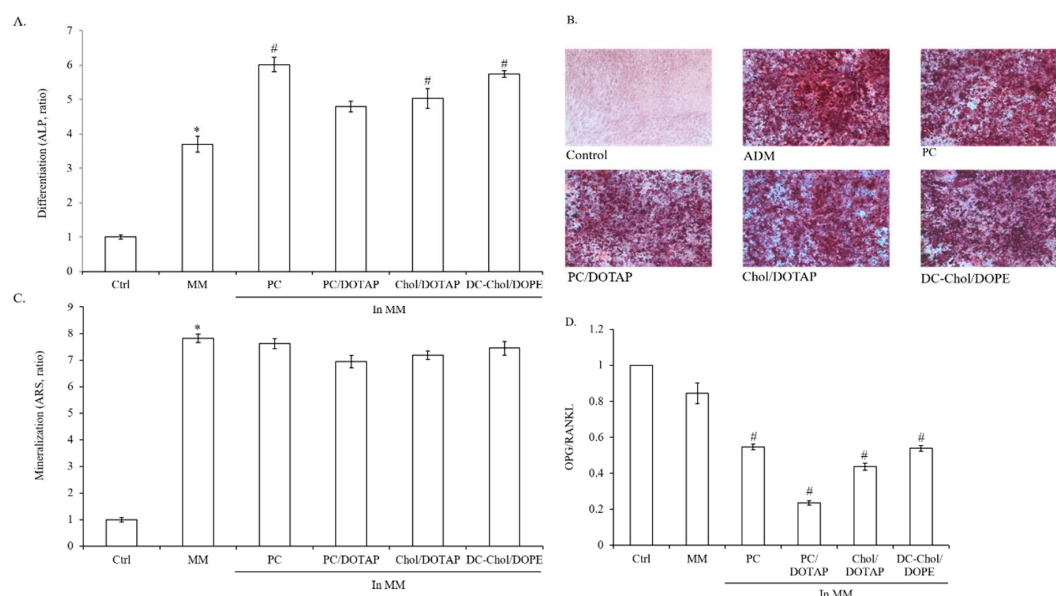 A.
Differentiation (ALP, ratio)
7
6
5
4
3
2
1
0
*
#
#
#
Ctrl
MM
PC
PC/DOTAP
Chol/DOTAP
DC-Chol/DOPE
In MM
B.
Control
ADM
PC
PC/DOTAP
Chol/DOTAP
DC-Chol/DOPE
C.
Mineralization (ARS, ratio)
9
8
7
6
5
4
3
2
1
0
*
Ctrl
MM
PC
PC/DOTAP
Chol/DOTAP
DC-Chol/DOPE
In MM
D.
OPG/RANKL
1.2
1
0.8
0.6
0.4
0.2
0
#
#
#
#
Ctrl
MM
PC
PC/
DOTAP
Chol/
DOTAP
DC-Chol/
DOPE
In MM